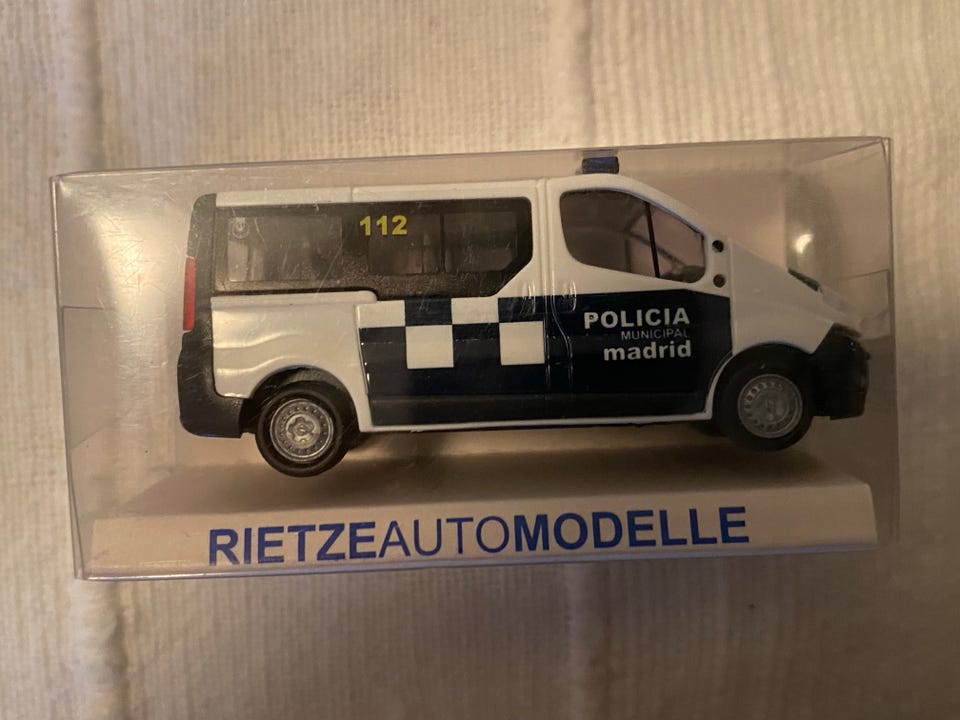 112
POLICIA
MUNICIPAL
madrid
RIETZEAUTOMODELLE